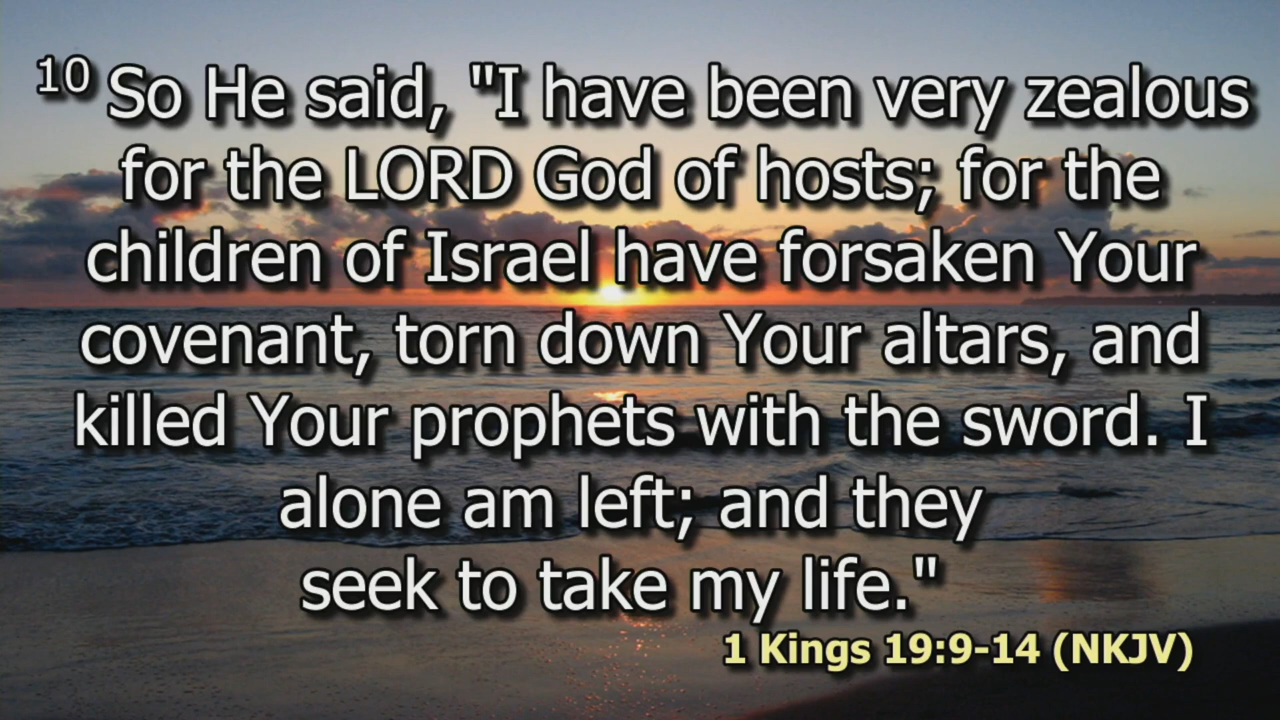 10 So He said, "I have been very zealous
for the LORD God of hosts; for the
children of Israel have forsaken Your
covenant, torn down Your altars, and
killed Your prophets with the sword. I
alone am left; and they
seek to take my life."
1 Kings 19:9-14 (NKJV)